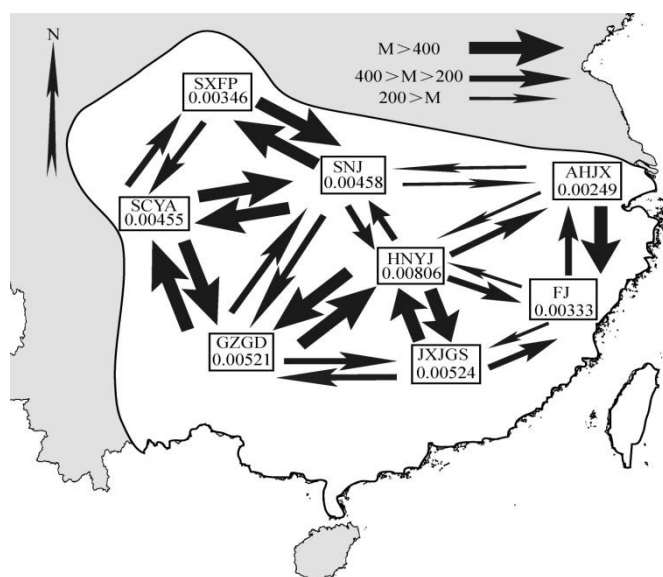 N
M>400
400>M>200
200>M
SXFP
0.00346
SNJ
0.00458
AHJX
0.00249
SCYA
0.00455
HNYJ
0.00806
FJ
0.00333
GZGD
0.00521
JXJGS
0.00524